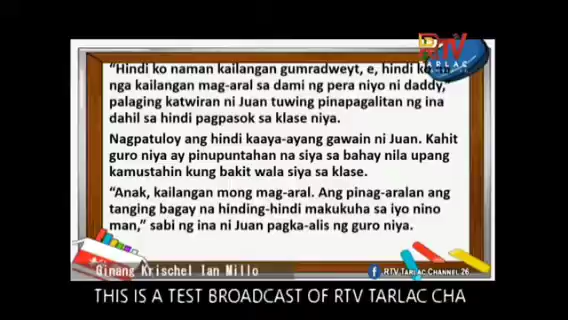 RTV
TARLAC
"Hindi ko naman kailangan gumradweyt, e, hindi ko
nga kailangan mag-aral sa dami ng pera niyo ni daddy,"
palaging katwiran ni Juan tuwing pinapagalitan ng ina
dahil sa hindi pagpasok sa klase niya.
Nagpatuloy ang hindi kaaya-ayang gawain ni Juan. Kahit
guro niya ay pinupuntahan na siya sa bahay nila upang
kamustahin kung bakit wala siya sa klase.
"Anak, kailangan mong mag-aral. Ang pinag-aralan ang
tanging bagay na hinding-hindi makukuha sa iyo nino
man," sabi ng ina ni Juan pagka-alis ng guro niya.
Ginang Krischel Ian Millo
f RTV Tarlac Channel 26
THIS IS A TEST BROADCAST OF RTV TARLAC CHA